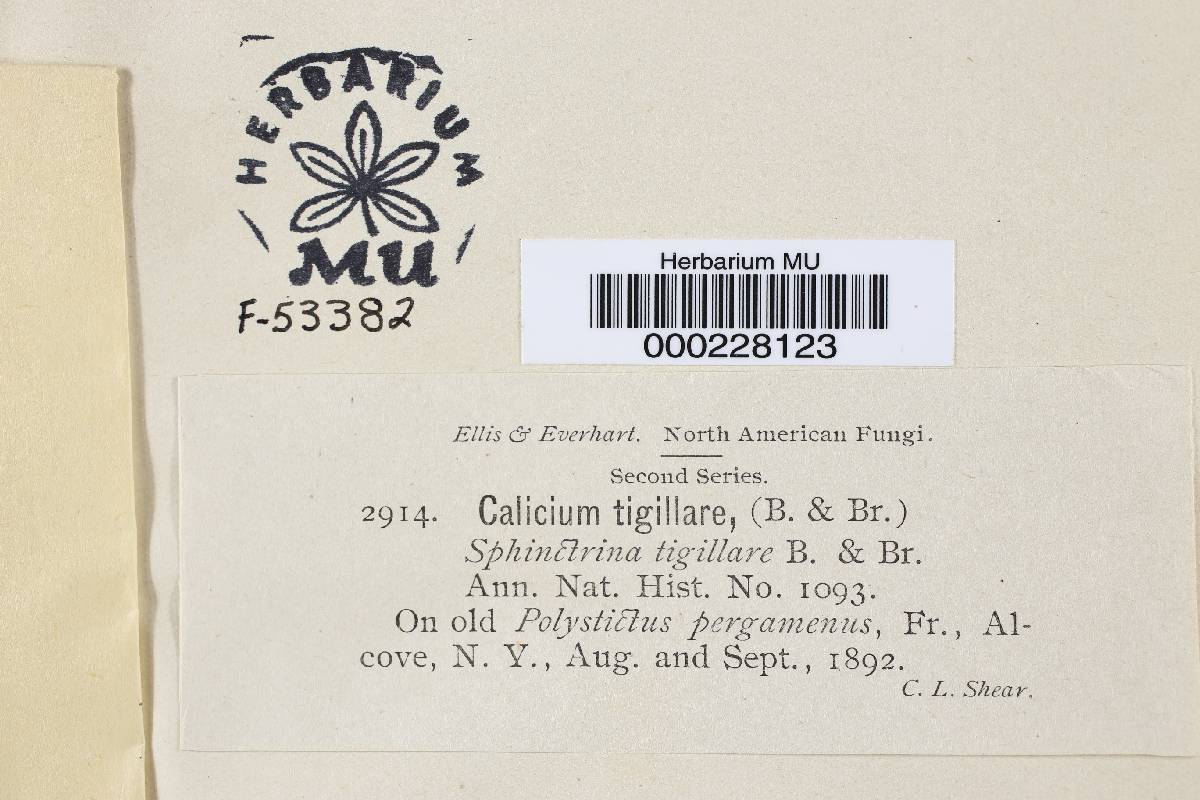 HERBARIUM
MU
F-53382
Herbarium MU
000228123
Ellis & Everhart. North American Fungi.
Second Series.
2914. Calicium tigillare, (B. & Br.)
Sphinctrina tigillare B. & Br.
Ann. Nat. Hist. No. 1093.
On old Polystictus pergamenus, Fr., Al-
cove, N. Y., Aug. and Sept., 1892.
C. L. Shear.